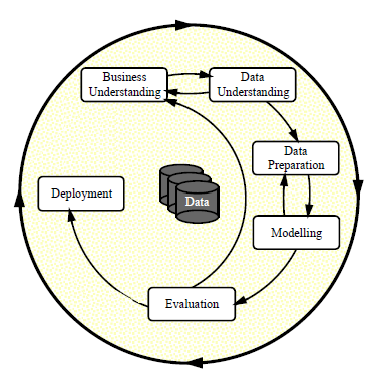 Business
Understanding
Data
Understanding
Data
Preparation
Modelling
Evaluation
Deployment
Data